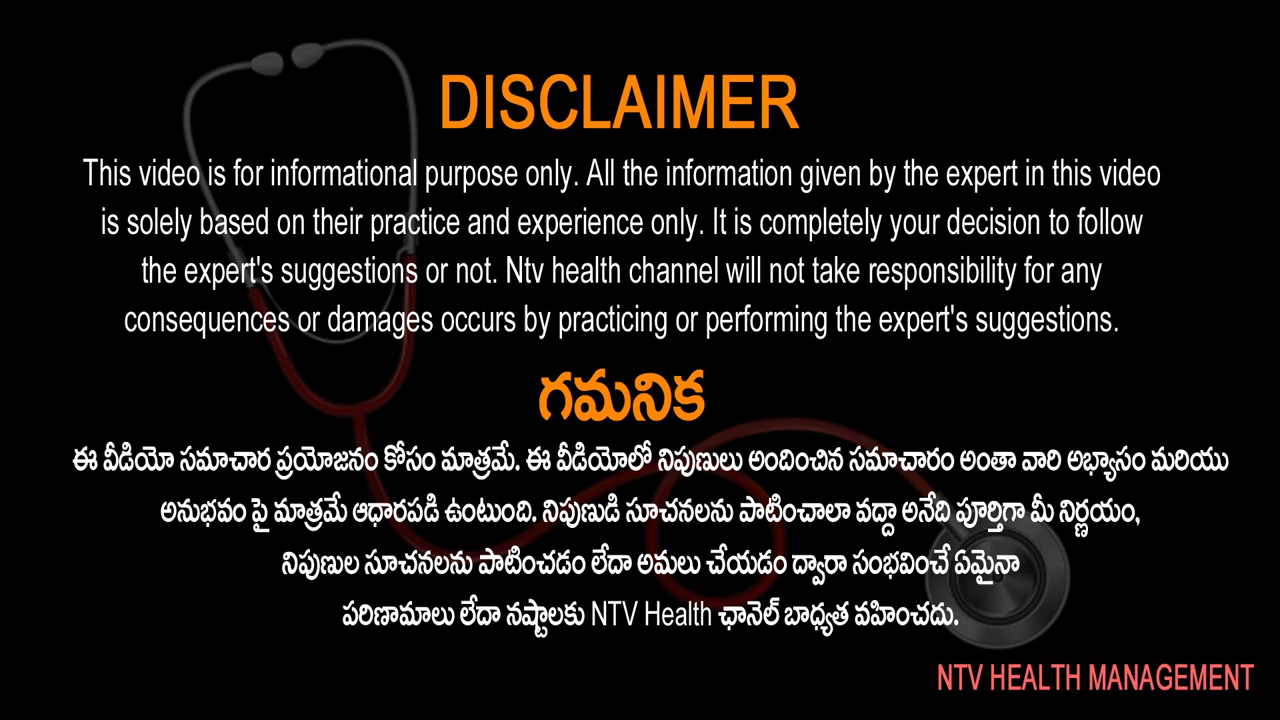 DISCLAIMER
This video is for informational purpose only. All the information given by the expert in this video
is solely based on their practice and experience only. It is completely your decision to follow
the expert's suggestions or not. Ntv health channel will not take responsibility for any
consequences or damages occurs by practicing or performing the expert's suggestions.
గమనిక
ఈ వీడియో సమాచార ప్రయోజనం కోసం మాత్రమే. ఈ వీడియోలో నిపుణులు అందించిన సమాచారం అంతా వారి అభ్యాసం మరియు
అనుభవం పై మాత్రమే ఆధారపడి ఉంటుంది. నిపుణుడి సూచనలను పాటించాలా వద్దా అనేది పూర్తిగా మీ నిర్ణయం,
నిపుణుల సూచనలను పాటించడం లేదా అమలు చేయడం ద్వారా సంభవించే ఏమైనా
పరిణామాలు లేదా నష్టాలకు NTV Health ఛానెల్ బాధ్యత వహించదు.
NTV HEALTH MANAGEMENT